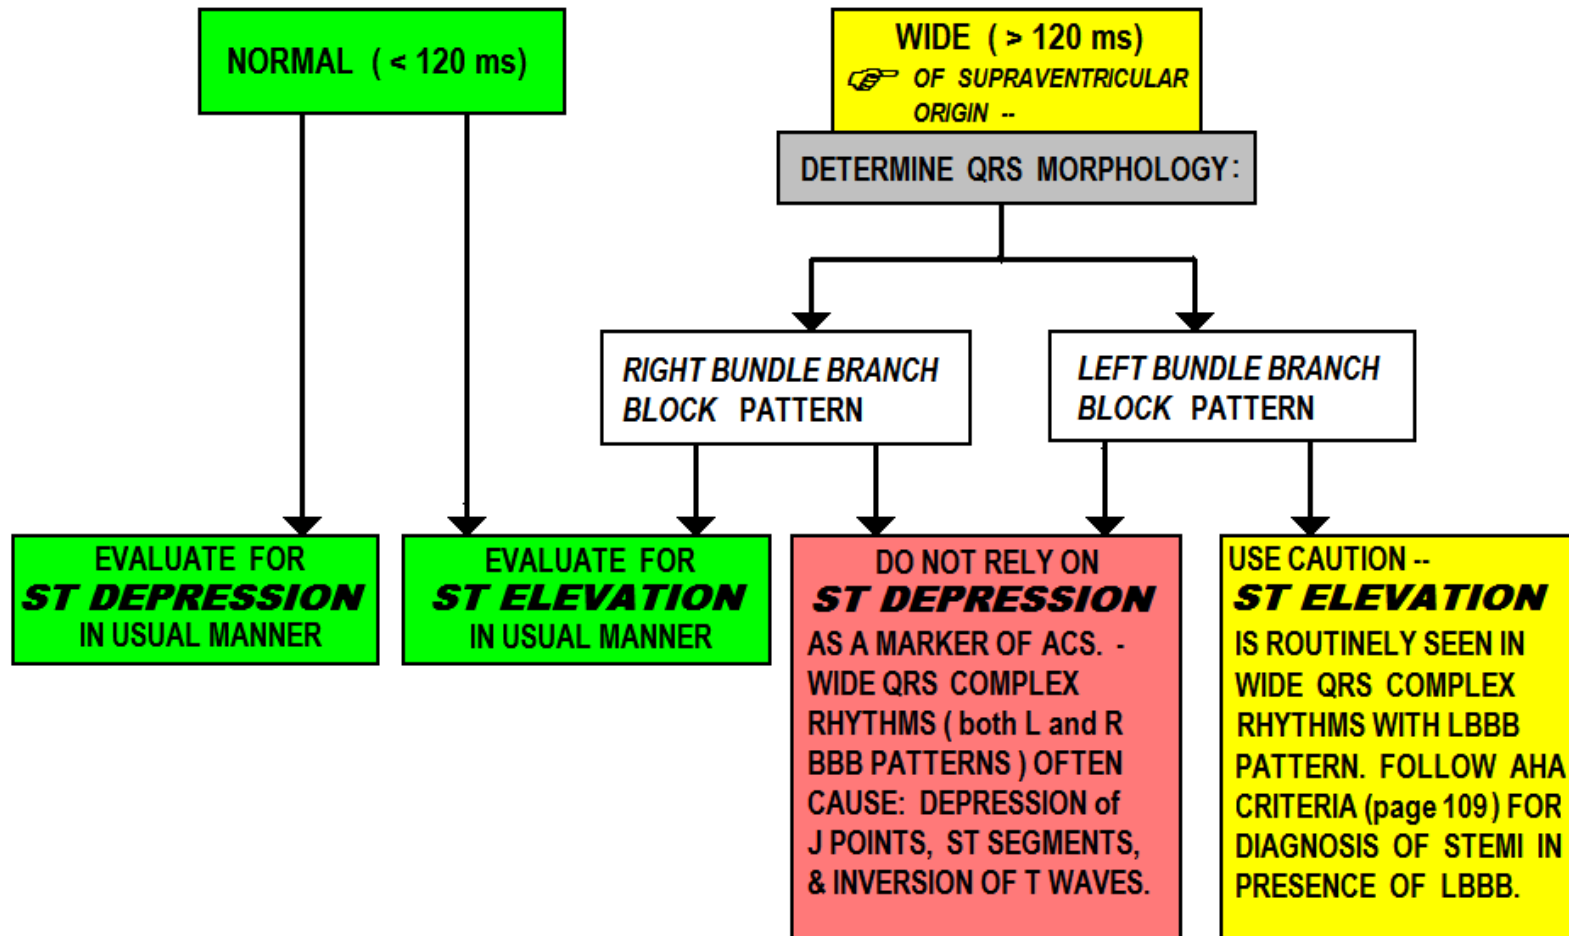 NORMAL ( < 120 ms)
WIDE ( > 120 ms)
☞ OF SUPRAVENTRICULAR
ORIGIN --
DETERMINE QRS MORPHOLOGY:
RIGHT BUNDLE BRANCH
BLOCK PATTERN
LEFT BUNDLE BRANCH
BLOCK PATTERN
EVALUATE FOR
ST DEPRESSION
IN USUAL MANNER
EVALUATE FOR
ST ELEVATION
IN USUAL MANNER
DO NOT RELY ON
ST DEPRESSION
AS A MARKER OF ACS. -
WIDE QRS COMPLEX
RHYTHMS ( both L and R
BBB PATTERNS ) OFTEN
CAUSE: DEPRESSION of
J POINTS, ST SEGMENTS,
& INVERSION OF T WAVES.
USE CAUTION --
ST ELEVATION
IS ROUTINELY SEEN IN
WIDE QRS COMPLEX
RHYTHMS WITH LBBB
PATTERN. FOLLOW AHA
CRITERIA (page 109) FOR
DIAGNOSIS OF STEMI IN
PRESENCE OF LBBB.